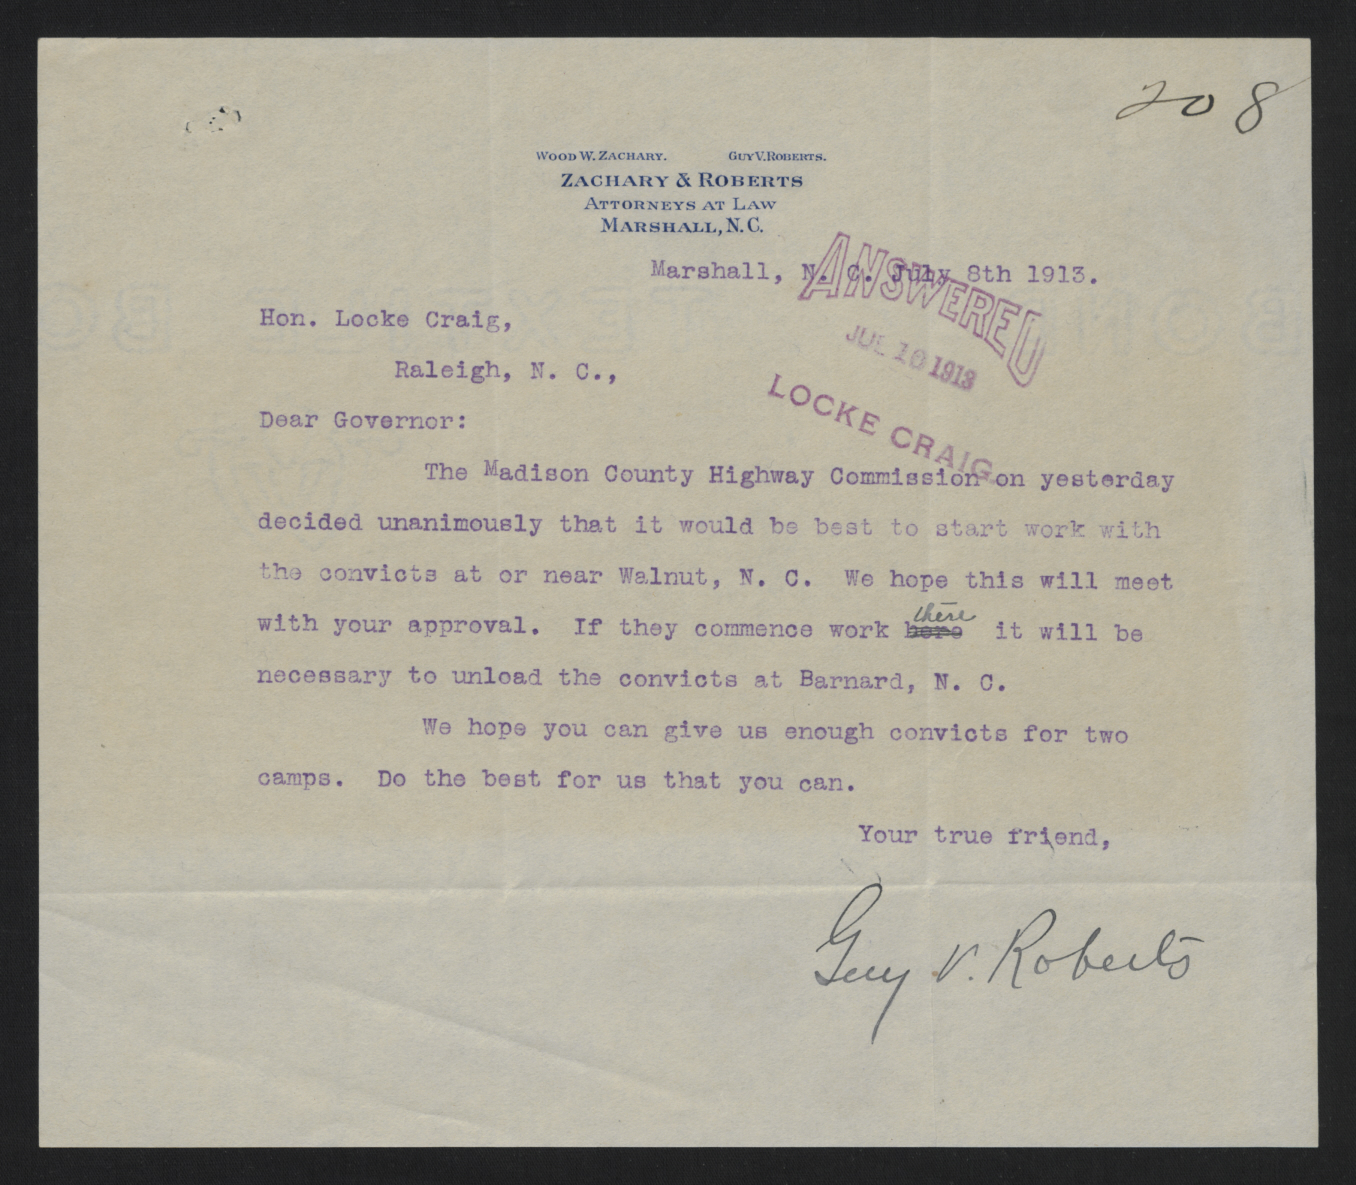 208
WOOD W. ZACHARY. GUY V. ROBERTS.
ZACHARY & ROBERTS
ATTORNEYS AT LAW
MARSHALL, N. C.
Marshall, N. C. July 8th 1913.
ANSWERED
JUL 10 1913
LOCKE CRAIG
Hon. Locke Craig,
Raleigh, N. C.,
Dear Governor:
The Madison County Highway Commission on yesterday
decided unanimously that it would be best to start work with
the convicts at or near Walnut, N. C. We hope this will meet
there
with your approval. If they commence work here it will be
necessary to unload the convicts at Barnard, N. C.
We hope you can give us enough convicts for two
camps. Do the best for us that you can.
Your true friend,
Guy V. Roberts